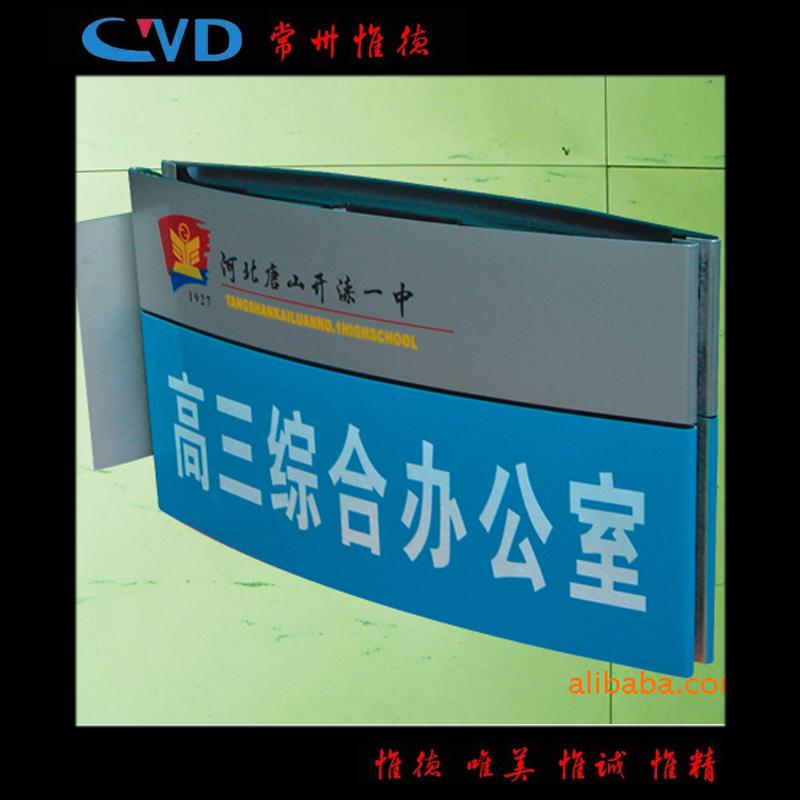 CVD 常州惟德
河北唐山开滦一中
1927
TANGSHANKAILUANNO.1HIGHSCHOOL
高三综合办公室
alibaba.com
惟德 唯美 惟诚 惟精